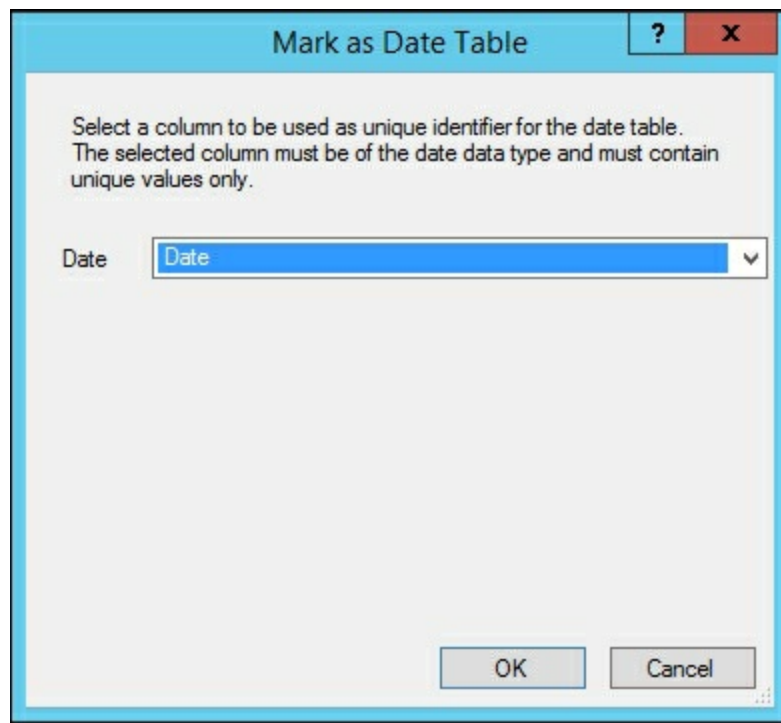 Mark as Date Table
?
x
Select a column to be used as unique identifier for the date table.
The selected column must be of the date data type and must contain
unique values only.
Date
Date
OK
Cancel